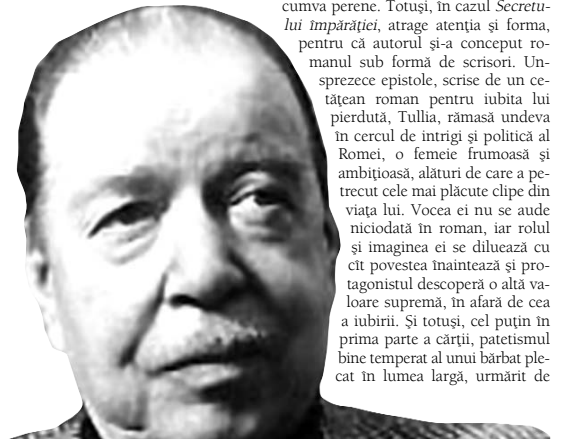 cumva perene. Totuşi, în cazul Secretu-
lui împărăţiei, atrage atenţia şi forma,
pentru că autorul şi-a conceput ro-
manul sub formă de scrisori. Un-
sprezece epistole, scrise de un ce-
tăţean roman pentru iubita lui
pierdută, Tullia, rămasă undeva
în cercul de intrigi şi politică al
Romei, o femeie frumoasă şi
ambiţioasă, alături de care a pe-
trecut cele mai plăcute clipe din
viaţa lui. Vocea ei nu se aude
niciodată în roman, iar rolul
şi imaginea ei se diluează cu
cît povestea înaintează şi pro-
tagonistul descoperă o altă va-
loare supremă, în afară de cea
a iubirii. Şi totuşi, cel puţin în
prima parte a cărţii, patetismul
bine temperat al unui bărbat ple-
cat în lumea largă, urmărit de